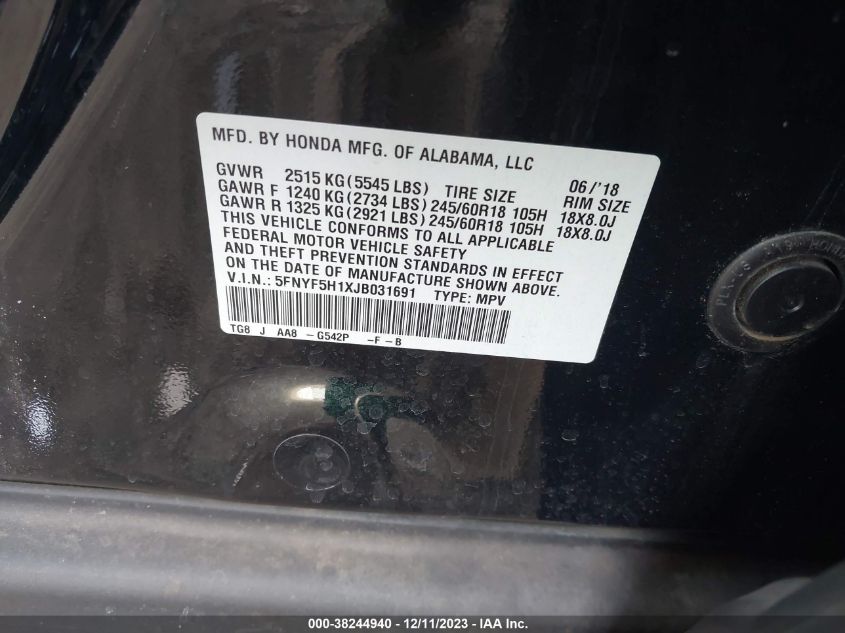 MFD. BY HONDA MFG. OF ALABAMA, LLC
GVWR 2515 KG (5545 LBS) TIRE SIZE 06/'18 RIM SIZE
GAWR F 1240 KG (2734 LBS) 245/60R18 105H 18X8.0J
GAWR R 1325 KG (2921 LBS) 245/60R18 105H 18X8.0J
THIS VEHICLE CONFORMS TO ALL APPLICABLE
FEDERAL MOTOR VEHICLE SAFETY
AND THEFT PREVENTION STANDARDS IN EFFECT
ON THE DATE OF MANUFACTURE SHOWN ABOVE.
V.I.N.: 5FNYF5H1XJB031691 TYPE: MPV
TG8 J AA8 -G542P -F-B
HONDA
000-38244940 - 12/11/2023 - IAA Inc.